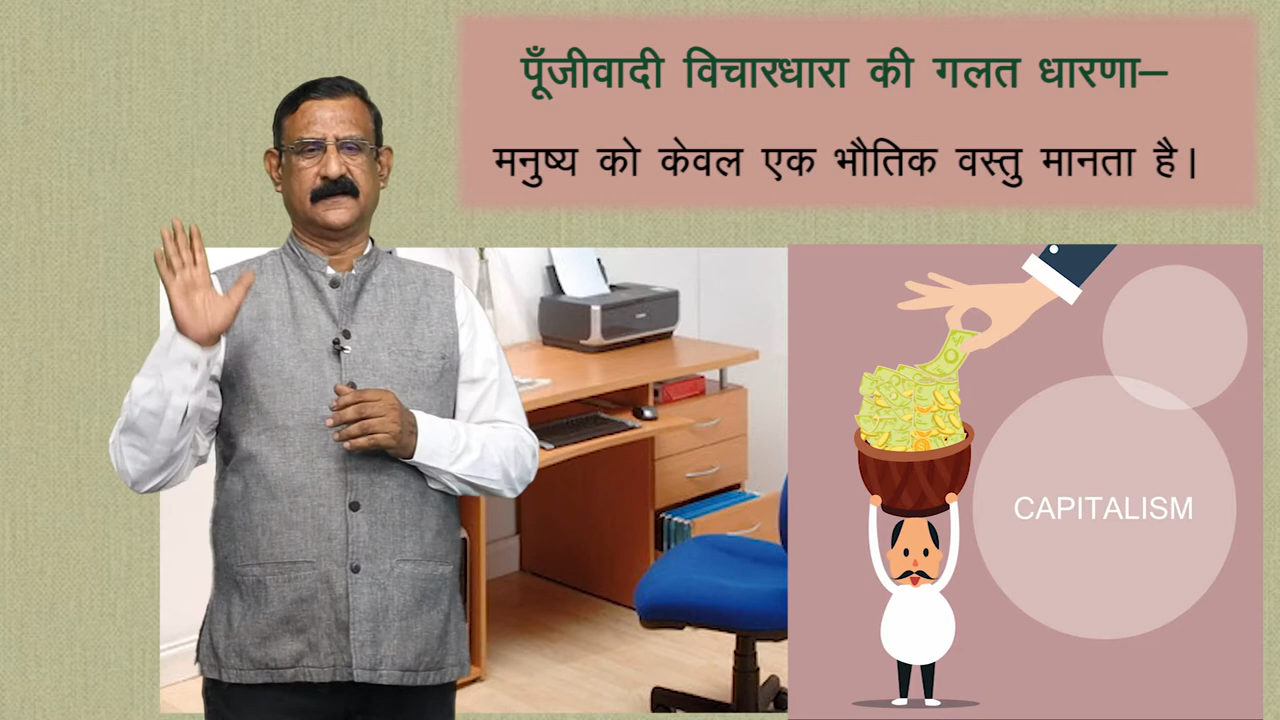 पूँजीवादी विचारधारा की गलत धारणा–
मनुष्य को केवल एक भौतिक वस्तु मानता है।
CAPITALISM